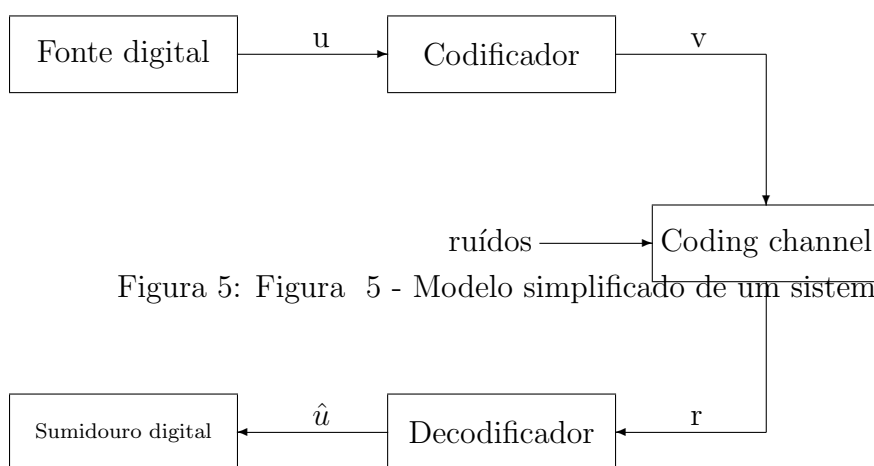 Fonte digital
u
Codificador
v
ruídos
Coding channel
Figura 5: Figura 5 - Modelo simplificado de um sistem
Sumidouro digital
û
Decodificador
r